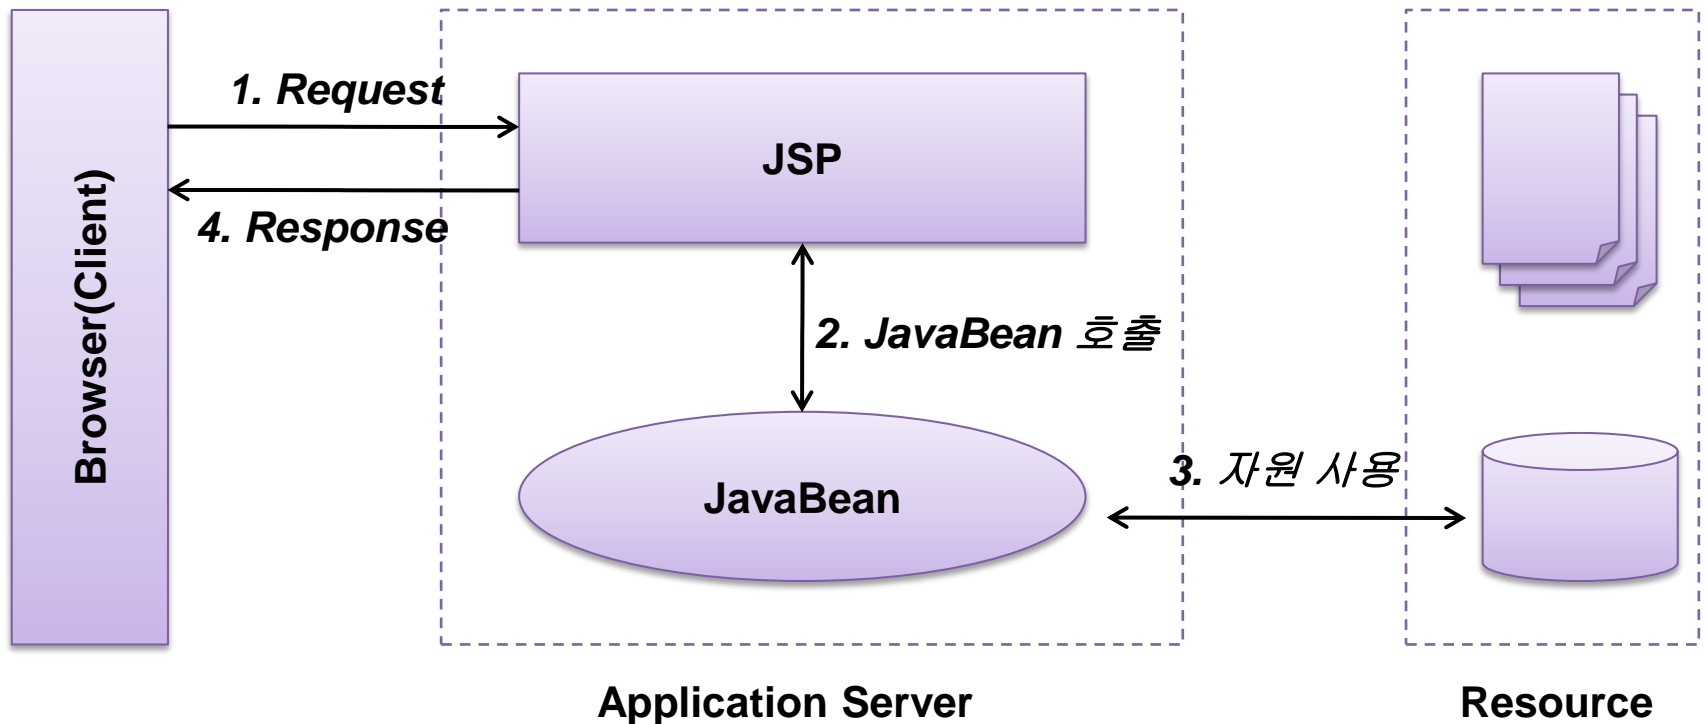 Browser(Client)
1. Request
4. Response
JSP
2. JavaBean 호출
JavaBean
3. 자원 사용
Application Server
Resource